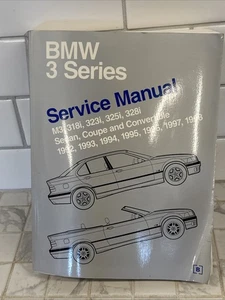 BMW
3 Series
Service Manual
M3, 318i, 323i, 325i, 328i
Sedan, Coupe and Convertible
1992, 1993, 1994, 1995, 1996, 1997, 1998
B